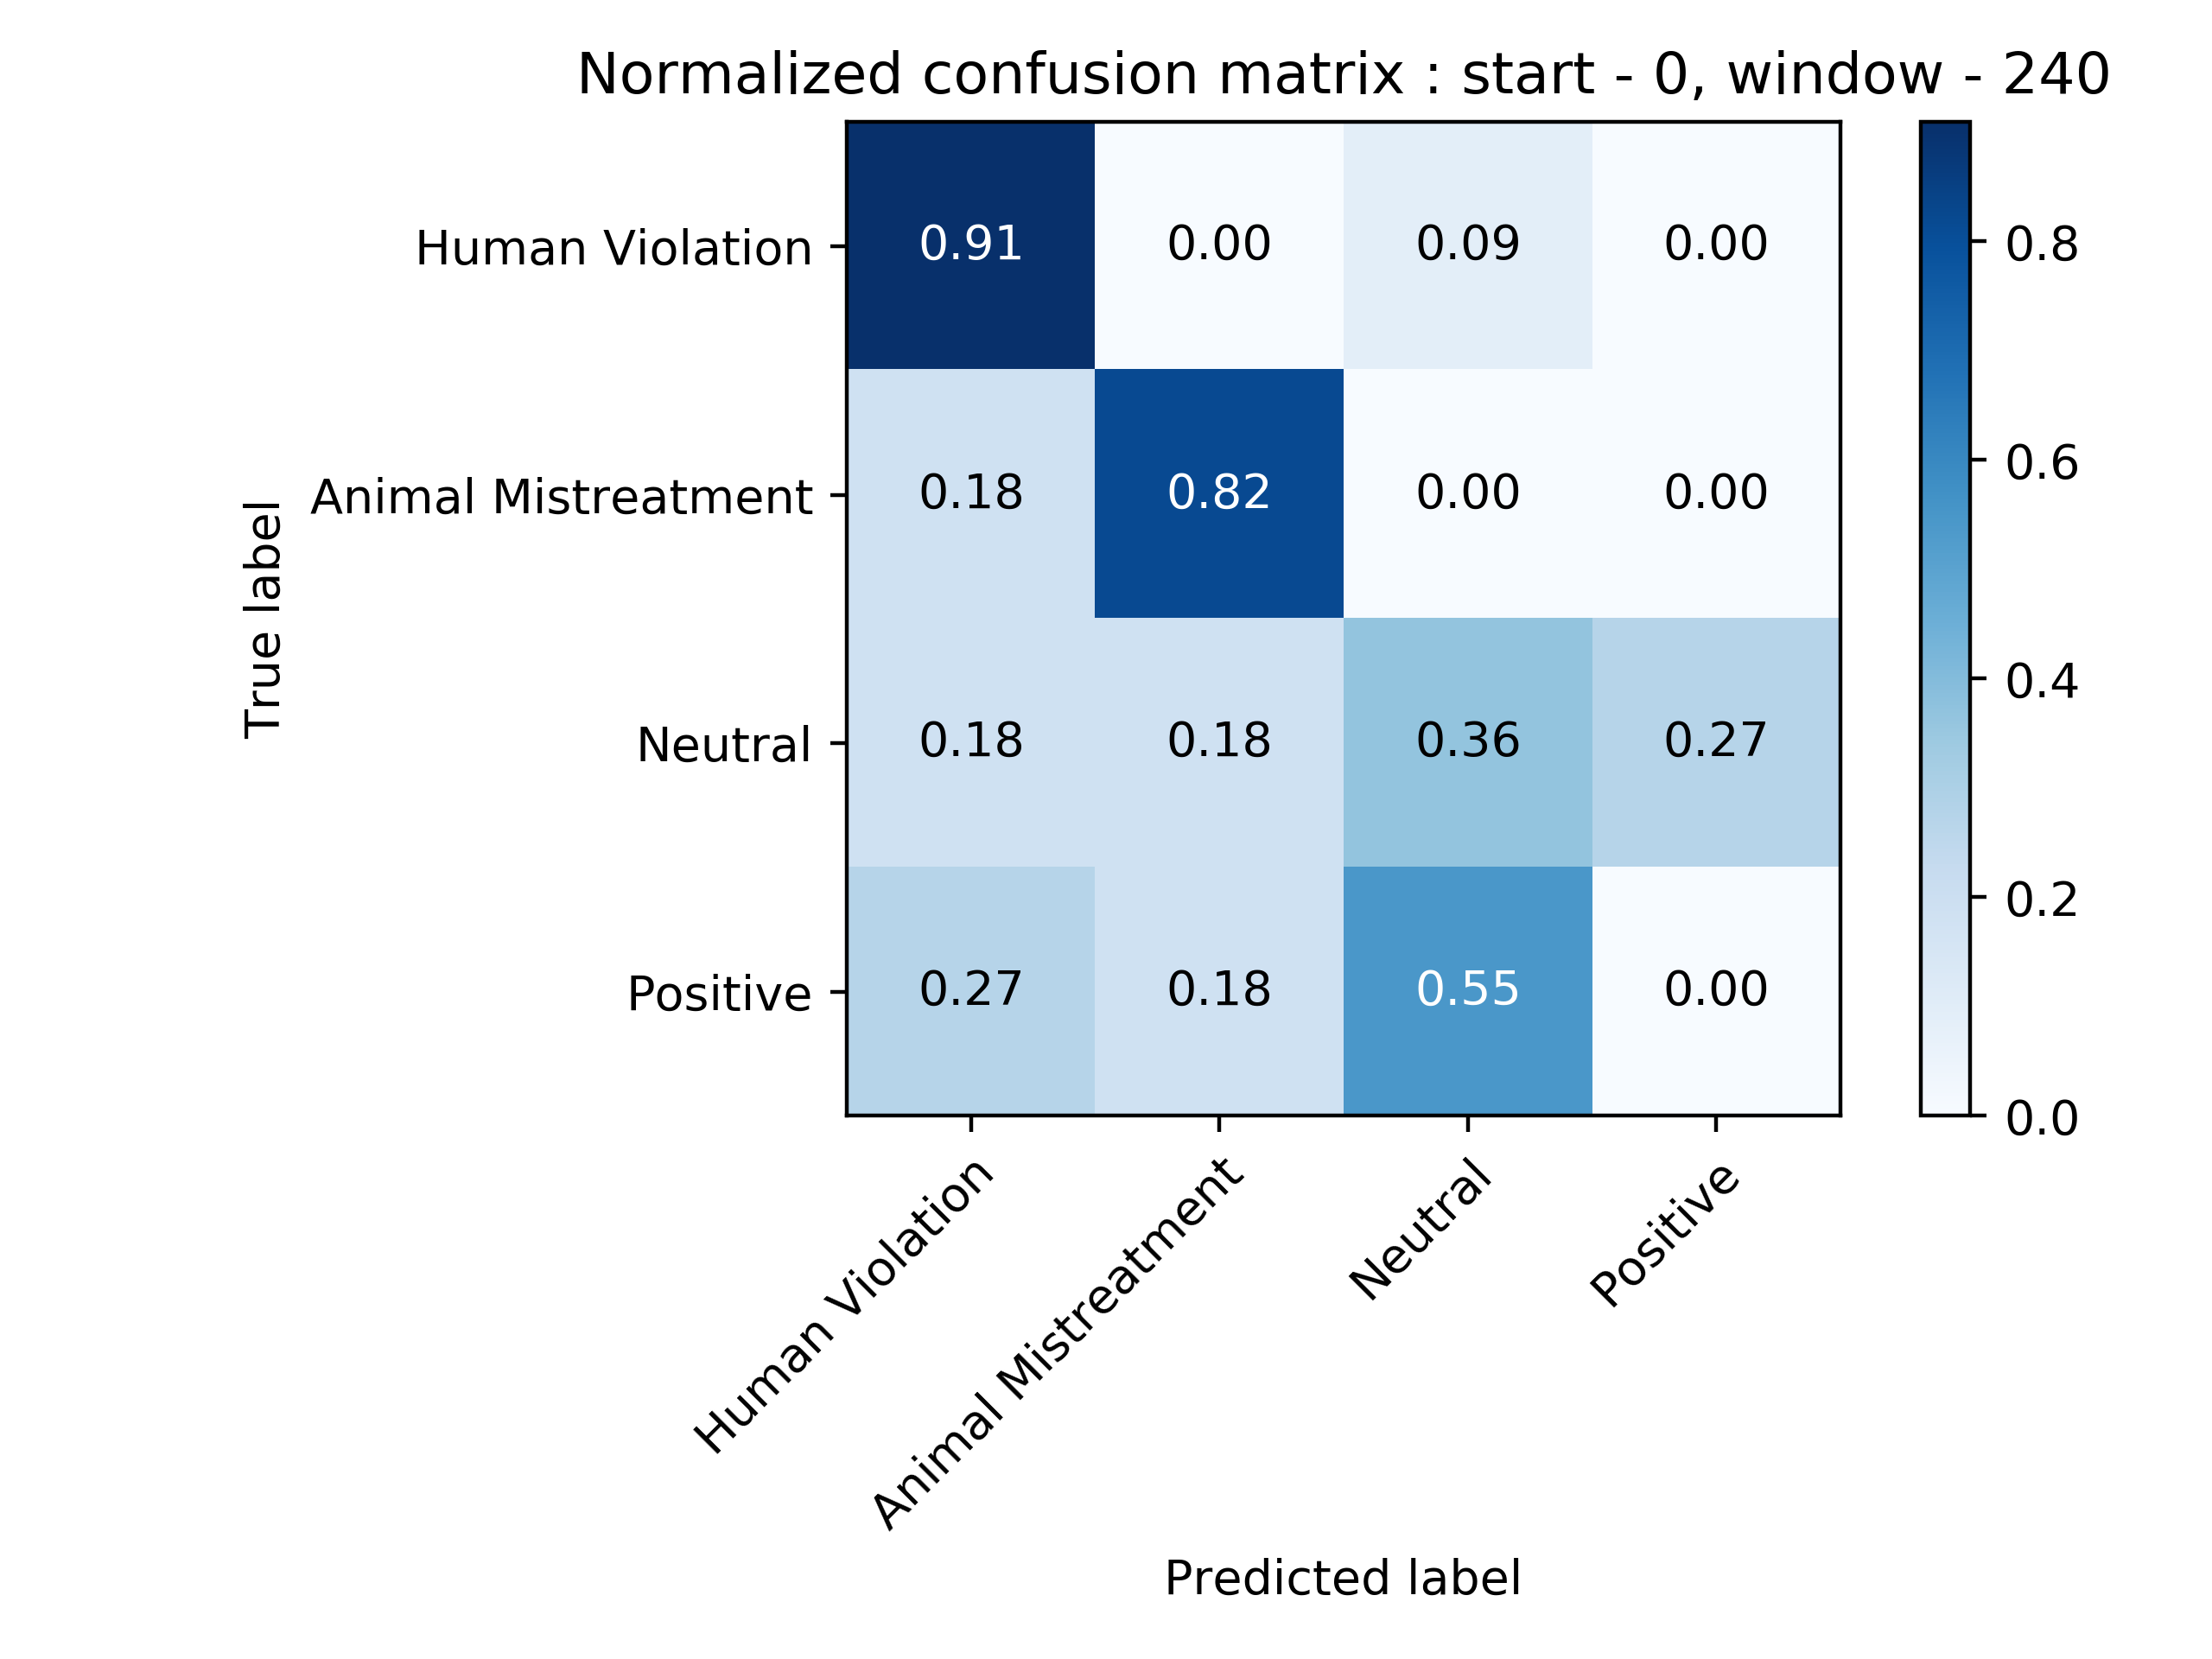 Normalized confusion matrix : start - 0, window - 240
True label
Human Violation
Animal Mistreatment
Neutral
Positive
0.91 0.00 0.09 0.00
0.18 0.82 0.00 0.00
0.18 0.18 0.36 0.27
0.27 0.18 0.55 0.00
Human Violation
Animal Mistreatment
Neutral
Positive
Predicted label
0.8
0.6
0.4
0.2
0.0